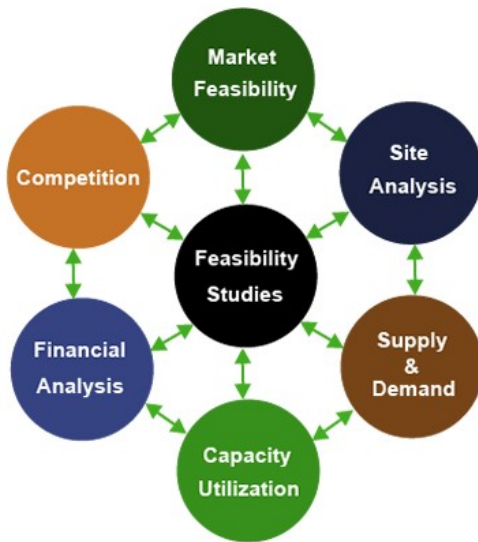 Market
Feasibility
Competition
Site
Analysis
Feasibility
Studies
Financial
Analysis
Supply
&
Demand
Capacity
Utilization